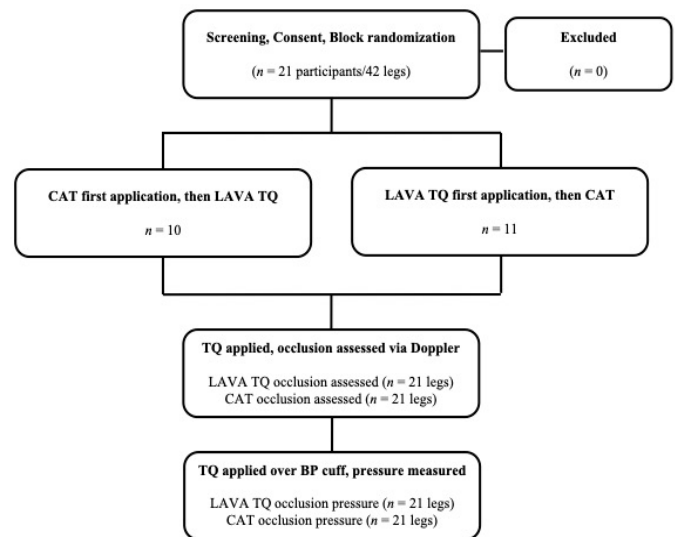 Screening, Consent, Block randomization
(n = 21 participants/42 legs)
Excluded
(n = 0)
CAT first application, then LAVA TQ
n = 10
LAVA TQ first application, then CAT
n = 11
TQ applied, occlusion assessed via Doppler
LAVA TQ occlusion assessed (n = 21 legs)
CAT occlusion assessed (n = 21 legs)
TQ applied over BP cuff, pressure measured
LAVA TQ occlusion pressure (n = 21 legs)
CAT occlusion pressure (n = 21 legs)